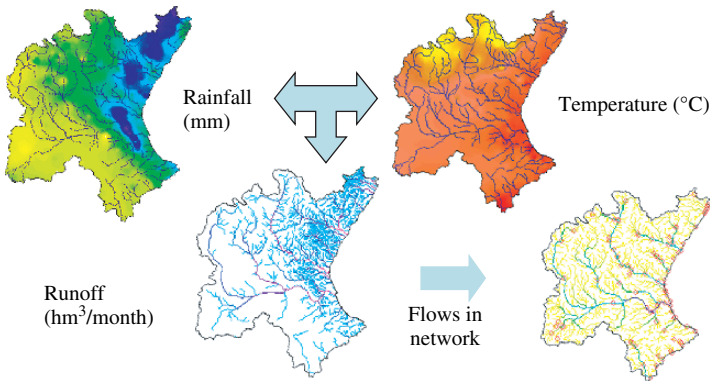 Rainfall
(mm)
Temperature (°C)
Runoff
(hm³/month)
Flows in
network